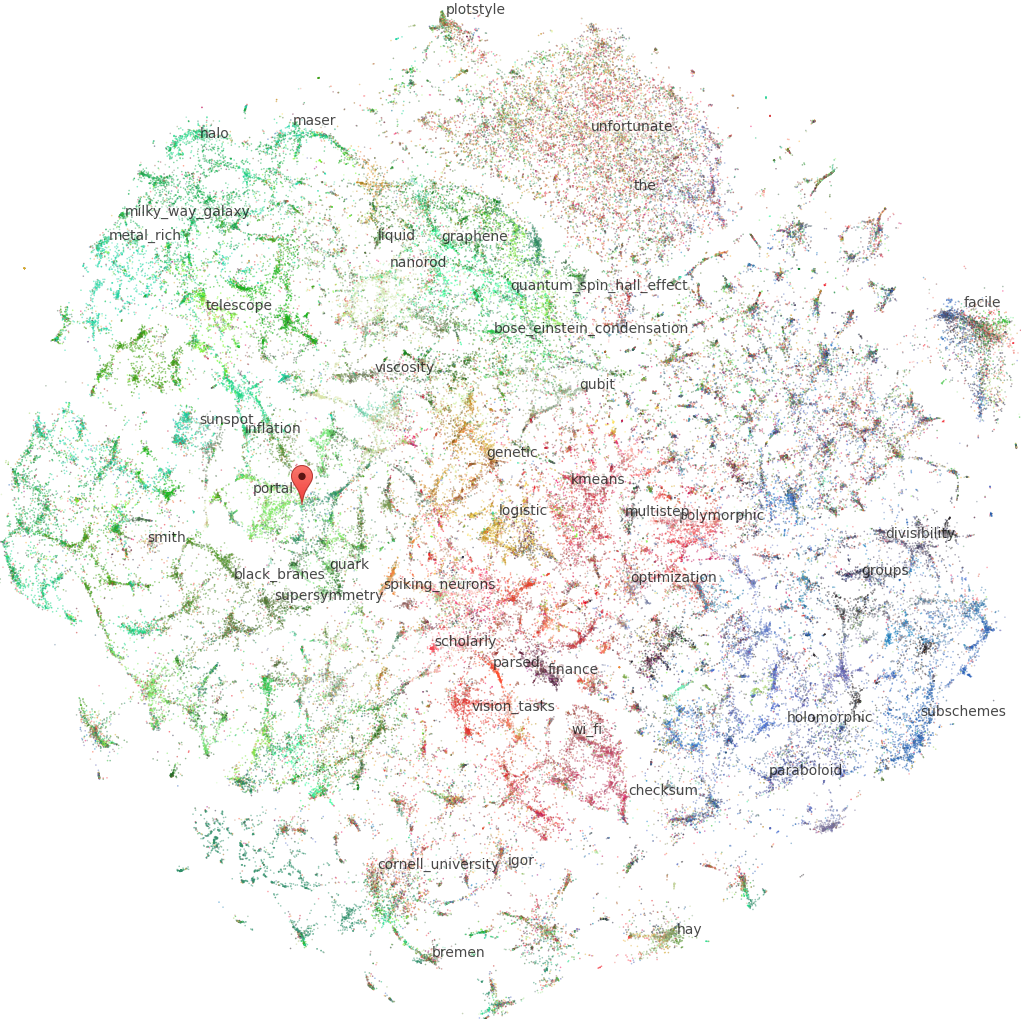 plotstyle
maser
halo
unfortunate
the
milky_way_galaxy
metal_rich
liquid
graphene
nanorod
quantum_spin_hall_effect
telescope
facile
bose_einstein_condensation
viscosity
qubit
sunspot
inflation
genetic
kmeans
portal
logistic
multistep
polymorphic
smith
divisibility
quark
black_branes
groups
optimization
spiking_neurons
supersymmetry
scholarly
parsed
finance
vision_tasks
subschemes
holomorphic
wi_fi
paraboloid
checksum
cornell_university
igor
hay
bremen